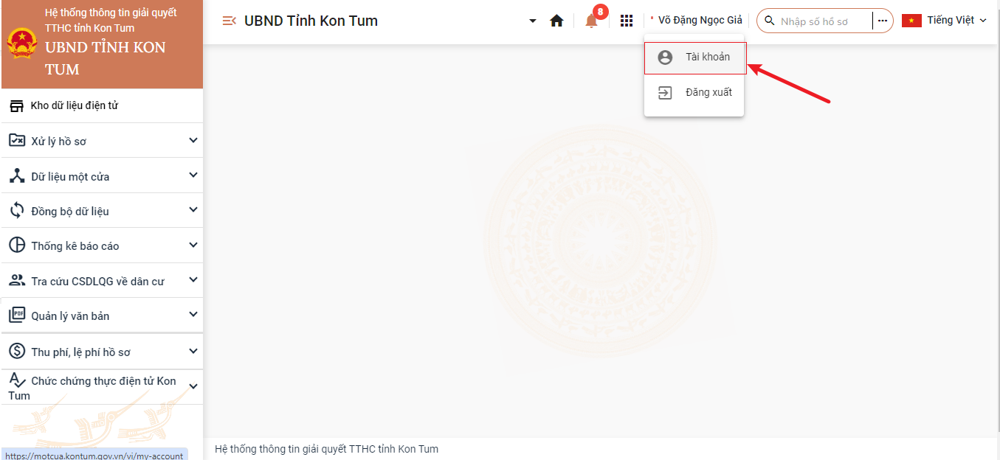 Hệ thống thông tin giải quyết
TTHC tỉnh Kon Tum
UBND TỈNH KON
TUM
UBND Tỉnh Kon Tum
8
* Võ Đặng Ngọc Giả
Nhập số hồ sơ
Tiếng Việt
Tài khoản
Đăng xuất
Kho dữ liệu điện tử
Xử lý hồ sơ
Dữ liệu một cửa
Đồng bộ dữ liệu
Thống kê báo cáo
Tra cứu CSDLQG về dân cư
PDF
Quản lý văn bản
Thu phí, lệ phí hồ sơ
Chức chứng thực điện tử Kon
Tum
Hệ thống thông tin giải quyết TTHC tỉnh Kon Tum
https://motcua.kontum.gov.vn/vi/my-account